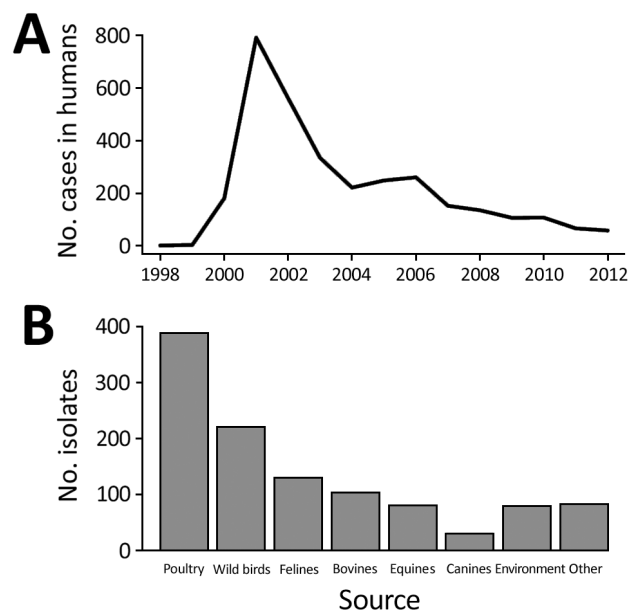 A
No. cases in humans
800
600
400
200
0
1998 2000 2002 2004 2006 2008 2010 2012
B
No. isolates
400
300
200
100
0
Poultry Wild birds Felines Bovines Equines Canines Environment Other
Source